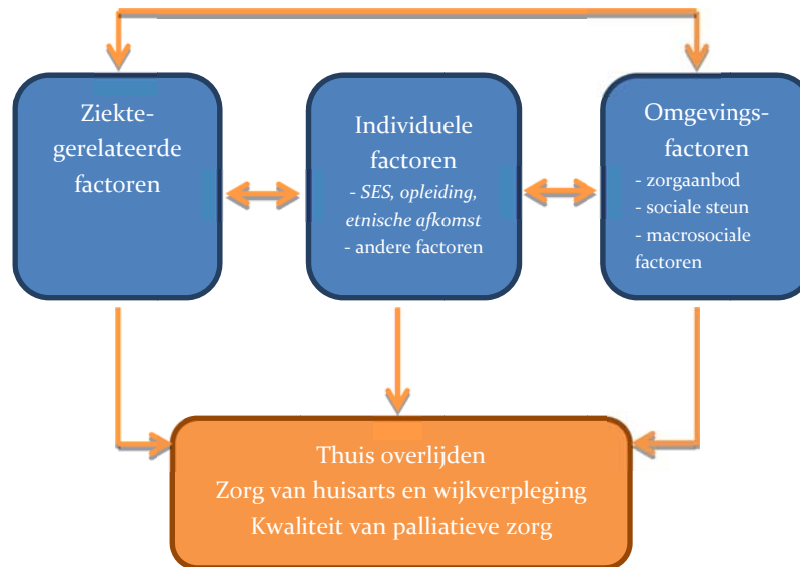 Ziekte-
gerelateerde
factoren
Individuele
factoren
- SES, opleiding,
etnische afkomst
- andere factoren
Omgevings-
factoren
- zorgaanbod
- sociale steun
- macrosociale
factoren
Thuis overlijden
Zorg van huisarts en wijkverpleging
Kwaliteit van palliatieve zorg